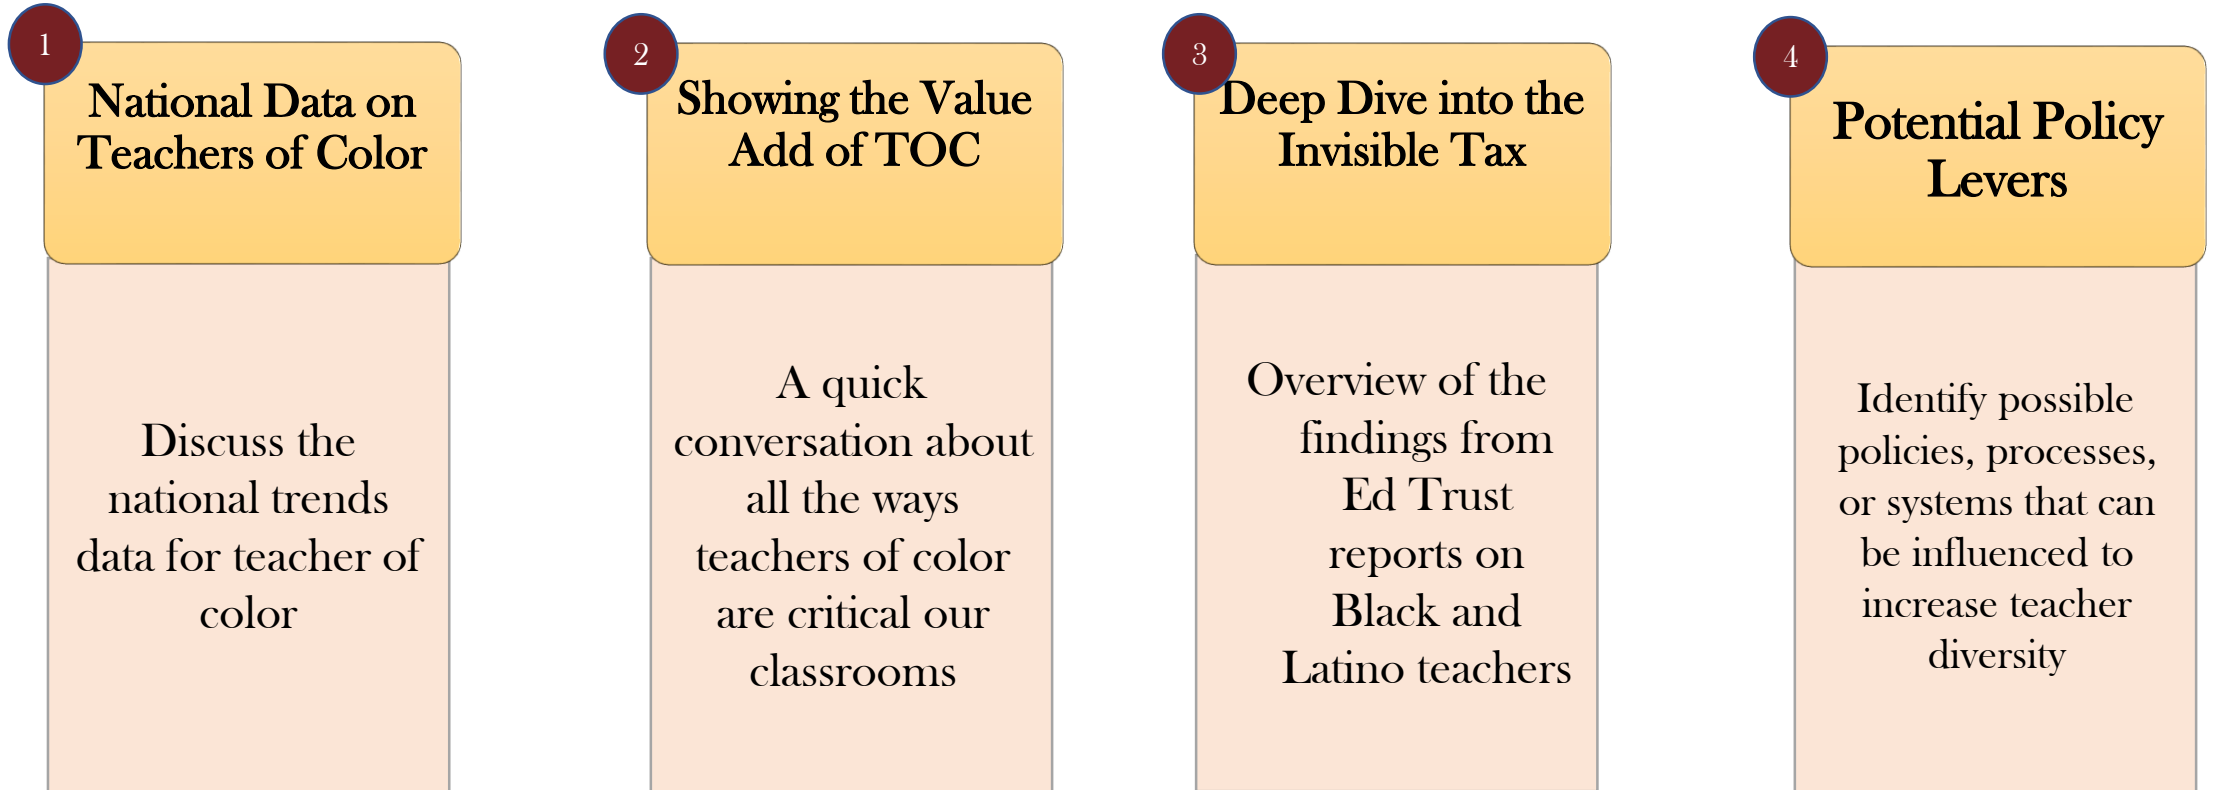 1
National Data on
Teachers of Color
Discuss the
national trends
data for teacher of
color
2
Showing the Value
Add of TOC
A quick
conversation about
all the ways
teachers of color
are critical our
classrooms
3
Deep Dive into the
Invisible Tax
Overview of the
findings from
Ed Trust
reports on
Black and
Latino teachers
4
Potential Policy
Levers
Identify possible
policies, processes,
or systems that can
be influenced to
increase teacher
diversity